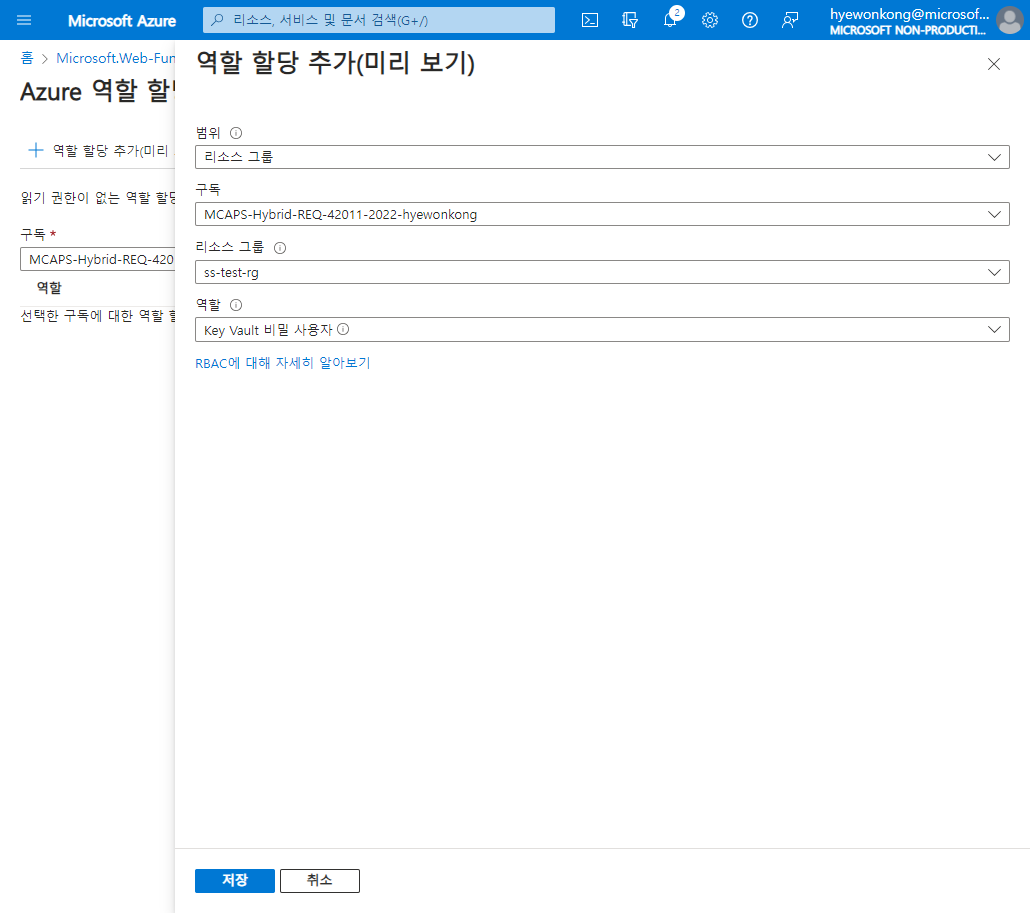 Microsoft Azure
리소스, 서비스 및 문서 검색(G+/)
2
hyewonkong@microsof...
MICROSOFT NON-PRODUCTI...
홈 > Microsoft.Web-Fun
Azure 역할
역할 할당 추가(미리
읽기 권한이 없는 역할
구독 *
MCAPS-Hybrid-REQ-420
역할
선택한 구독에 대한 역할
역할 할당 추가(미리 보기)
범위
리소스 그룹
구독
MCAPS-Hybrid-REQ-42011-2022-hyewonkong
리소스 그룹
ss-test-rg
역할
Key Vault 비밀 사용자
RBAC에 대해 자세히 알아보기
저장
취소